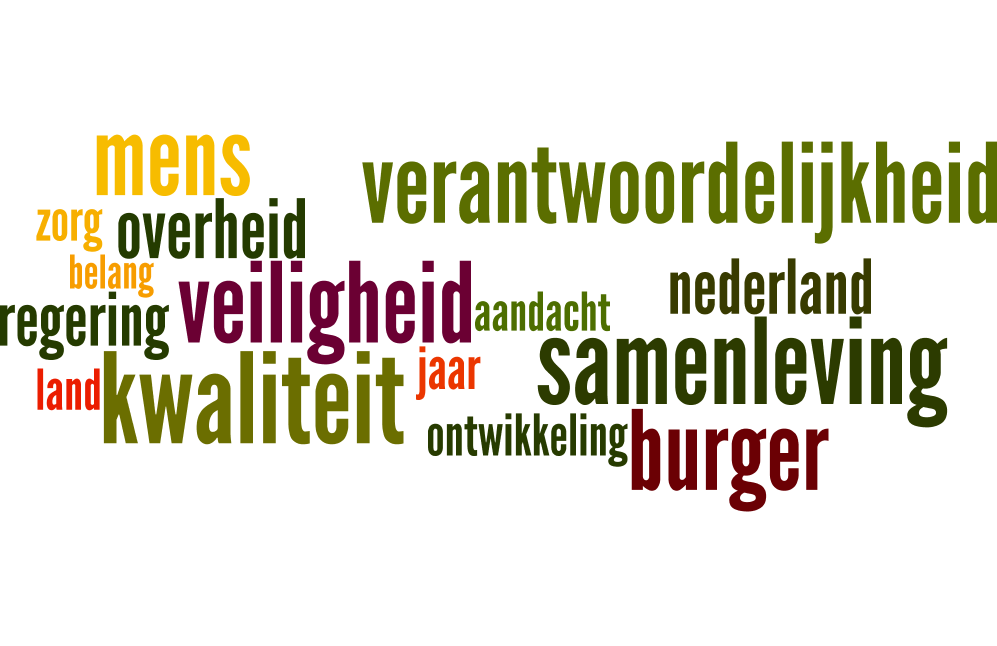 mens
verantwoordelijkheid
zorg
overheid
belang
veiligheid
nederland
regering
aandacht
samenleving
land
kwaliteit
jaar
ontwikkeling
burger